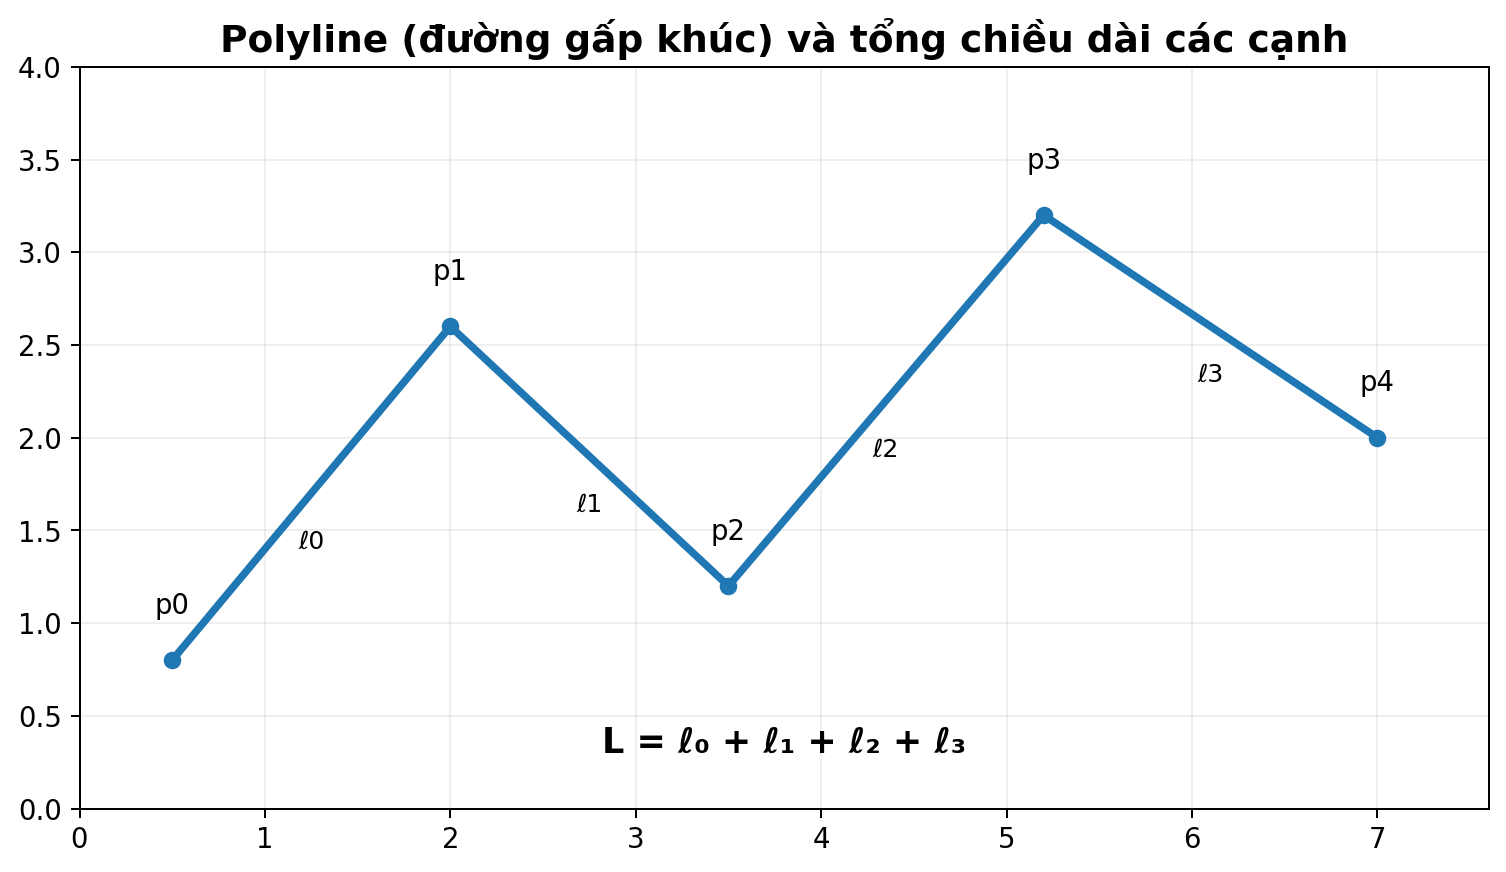 Polyline (đường gấp khúc) và tổng chiều dài các cạnh
4.0
3.5
3.0
2.5
2.0
1.5
1.0
0.5
0.0
p3
p1
p4
ℓ3
ℓ2
ℓ1
p2
ℓ0
p0
L = ℓ₀ + ℓ₁ + ℓ₂ + ℓ₃
0 1 2 3 4 5 6 7